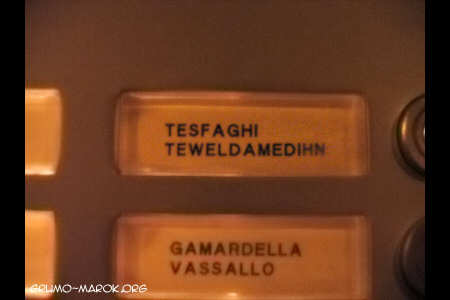 TESFAGHI
TEWELDAMEDIHN
GAMARDELLA
VASSALLO
GRUMO-MAROK.ORG